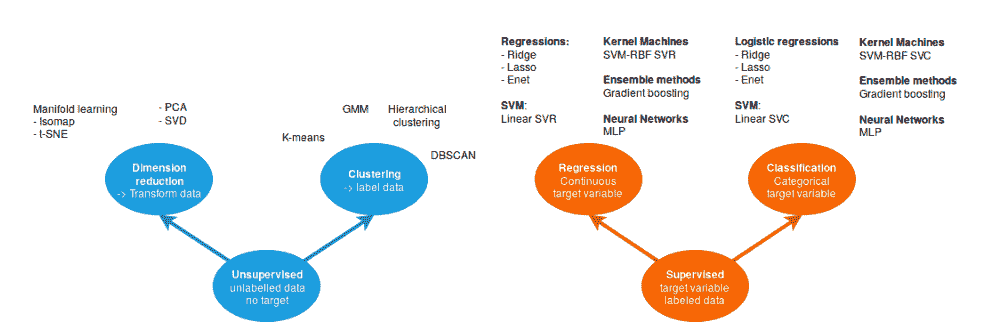 Manifold learning
- Isomap
- t-SNE
- PCA
- SVD
Dimension
reduction
-> Transform data
K-means
GMM
Hierarchical
clustering
DBSCAN
Clustering
-> label data
Unsupervised
unlabelled data
no target
Regressions:
- Ridge
- Lasso
- Enet
SVM:
Linear SVR
Kernel Machines
SVM-RBF SVR
Ensemble methods
Gradient boosting
Neural Networks
MLP
Regression
Continuous
target variable
Logistic regressions
- Ridge
- Lasso
- Enet
SVM:
Linear SVC
Kernel Machines
SVM-RBF SVC
Ensemble methods
Gradient boosting
Neural Networks
MLP
Classification
Categorical
target variable
Supervised
target variable
labeled data